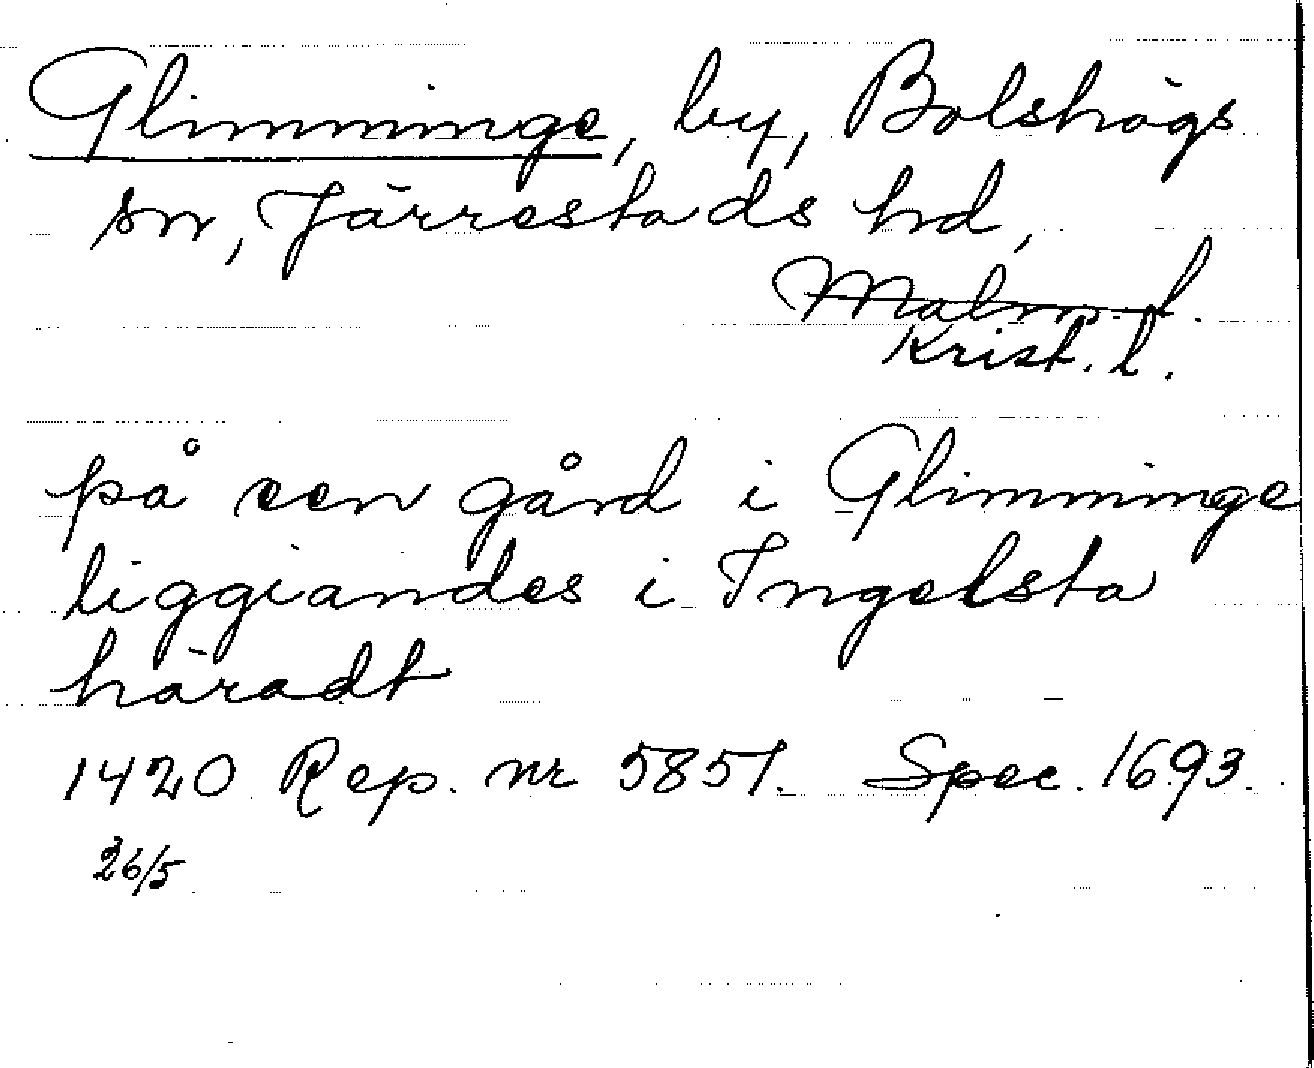 Glimminge, by, Bolshögs
sn, Järrestads hd,
Malm. l.
Krist. l.
på een gård i Glimminge
liggiandes i Ingelsta
häradt
1420 Rep. nr 5851. Spec. 1693.
26/5